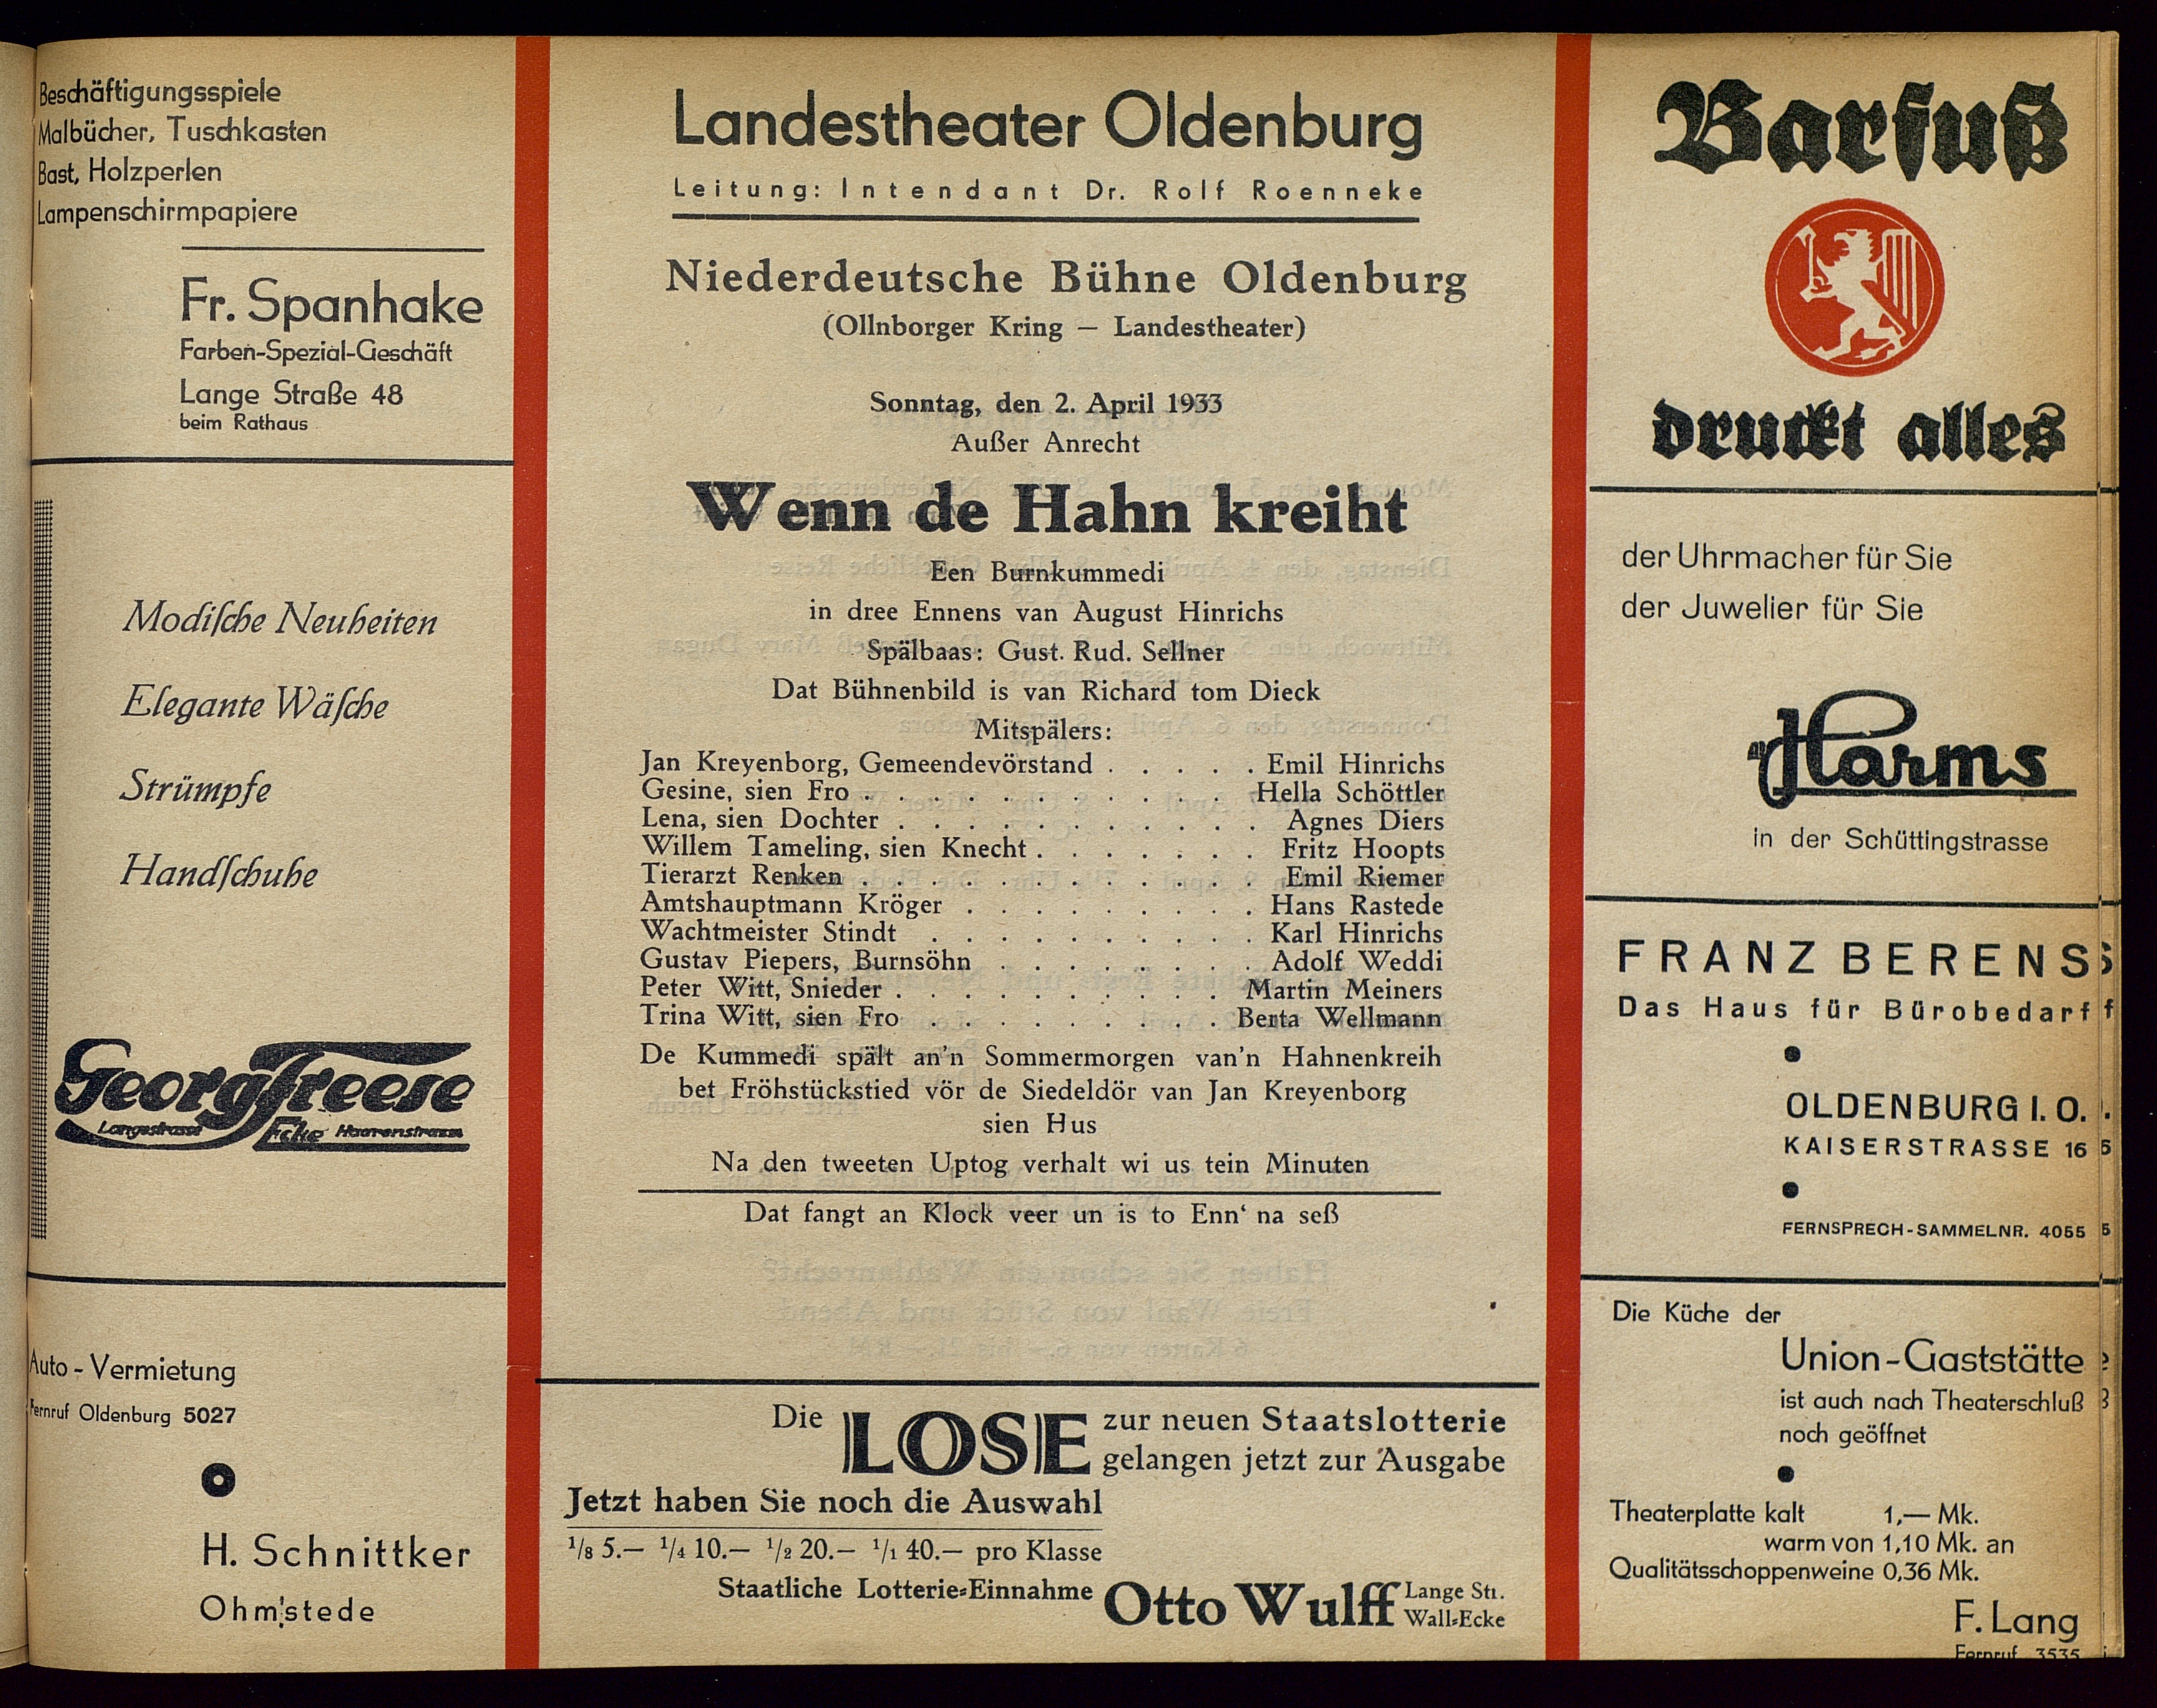 Beschäftigungsspiele
Malbücher, Tuschkasten
Bast, Holzperlen
Lampenschirmpapiere
Fr. Spanhake
Farben-Spezial-Geschäft
Lange Straße 48
beim Rathaus
Modiſche Neuheiten
Elegante Wäſche
Strümpfe
Handſchuhe
Georg Freese
Langestrasse Ecke Haarenstrasse
Auto - Vermietung
Fernruf Oldenburg 5027
H. Schnittker
Ohmstede
Landestheater Oldenburg
Leitung: Intendant Dr. Rolf Roenneke
Niederdeutsche Bühne Oldenburg
(Ollnborger Kring — Landestheater)
Sonntag, den 2. April 1933
Außer Anrecht
Wenn de Hahn kreiht
Een Burnkummedi
in dree Ennens van August Hinrichs
Spälbaas: Gust. Rud. Sellner
Dat Bühnenbild is van Richard tom Dieck
Mitspälers:
Jan Kreyenborg, Gemeendevörstand . . . . . Emil Hinrichs
Gesine, sien Fro . . . . . . . . . . . Hella Schöttler
Lena, sien Dochter . . . . . . . . . . . Agnes Diers
Willem Tameling, sien Knecht . . . . . . . Fritz Hoopts
Tierarzt Renken . . . . . . . . . . . . Emil Riemer
Amtshauptmann Kröger . . . . . . . . . Hans Rastede
Wachtmeister Stindt . . . . . . . . . . Karl Hinrichs
Gustav Piepers, Burnsöhn . . . . . . . . Adolf Weddi
Peter Witt, Snieder . . . . . . . . . . Martin Meiners
Trina Witt, sien Fro . . . . . . . . . Berta Wellmann
De Kummedi spält an'n Sommermorgen van'n Hahnenkreih
bet Fröhstückstied vör de Siedeldör van Jan Kreyenborg
sien Hus
Na den tweeten Uptog verhalt wi us tein Minuten
Dat fangt an Klock veer un is to Enn' na seß
Die LOSE zur neuen Staatslotterie
gelangen jetzt zur Ausgabe
Jetzt haben Sie noch die Auswahl
1/8 5.— 1/4 10.— 1/2 20.— 1/1 40.— pro Klasse
Staatliche Lotterie-Einnahme Otto Wulff Lange Str.
Wall-Ecke
Barfuß
druckt alles
der Uhrmacher für Sie
der Juwelier für Sie
Harms
in der Schüttingstrasse
FRANZ BERENS
Das Haus für Bürobedarf
OLDENBURG I. O.
KAISERSTRASSE 16
FERNSPRECH-SAMMELNR. 4055
Die Küche der
Union-Gaststätte
ist auch nach Theaterschluß
noch geöffnet
Theaterplatte kalt 1,— Mk.
warm von 1,10 Mk. an
Qualitätsschoppenweine 0,36 Mk.
F. Lang
Fernruf 3535